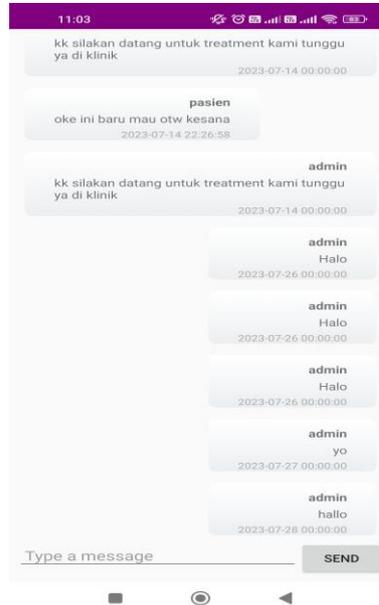 11:03
kk silakan datang untuk treatment kami tunggu
ya di klinik
2023-07-14 00:00:00
pasien
oke ini baru mau otw kesana
2023-07-14 22:26:58
admin
kk silakan datang untuk treatment kami tunggu
ya di klinik
2023-07-14 00:00:00
admin
Halo
2023-07-26 00:00:00
admin
Halo
2023-07-26 00:00:00
admin
Halo
2023-07-26 00:00:00
admin
yo
2023-07-27 00:00:00
admin
hallo
2023-07-28 00:00:00
Type a message
SEND